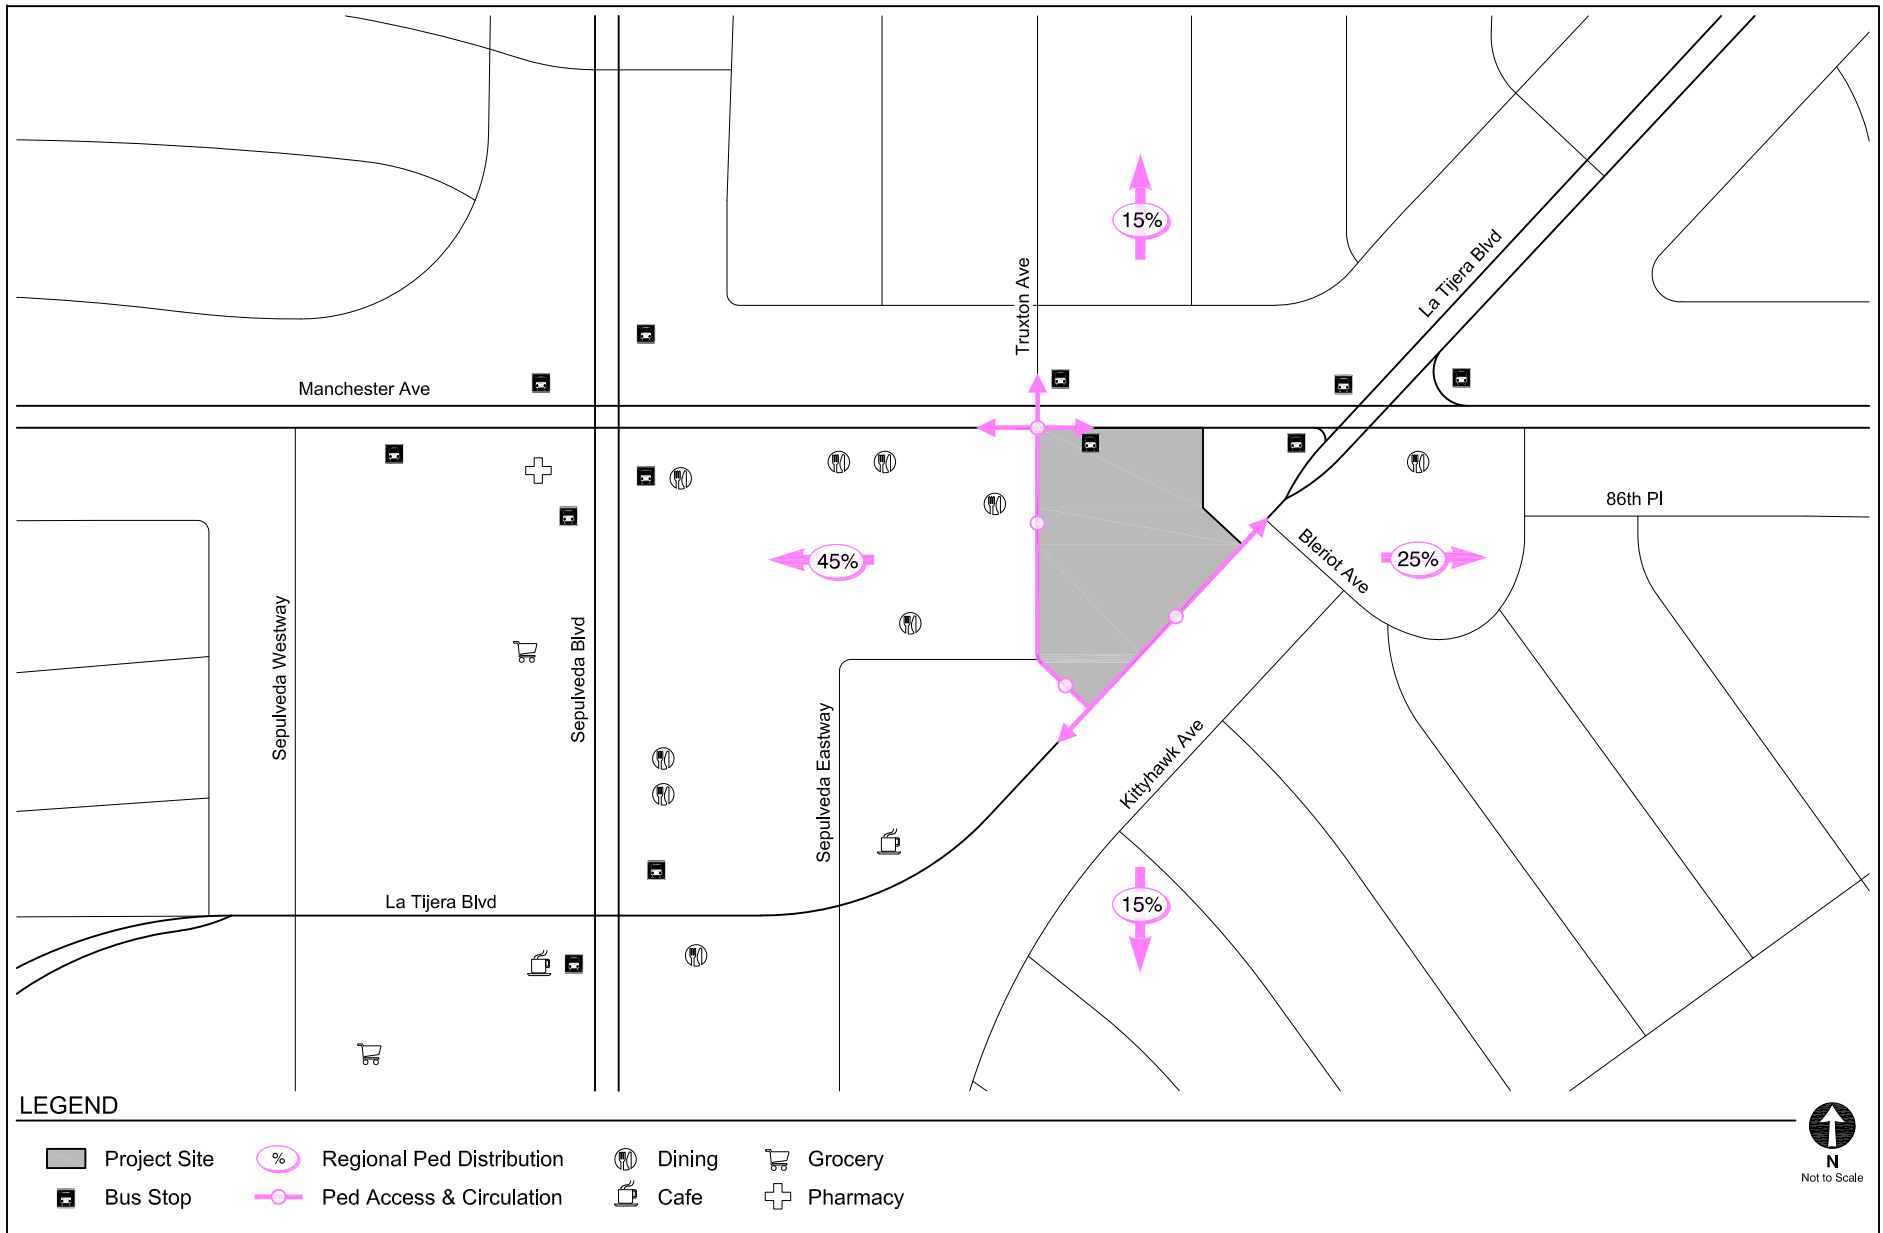 15%
La Tijera Blvd
Truxton Ave
Manchester Ave
86th Pl
Bleriot Ave
45%
25%
Sepulveda Westway
Sepulveda Blvd
Sepulveda Eastway
Kittyhawk Ave
La Tijera Blvd
15%
LEGEND
Project Site
% Regional Ped Distribution
Dining
Grocery
Bus Stop
Ped Access & Circulation
Cafe
Pharmacy
N
Not to Scale